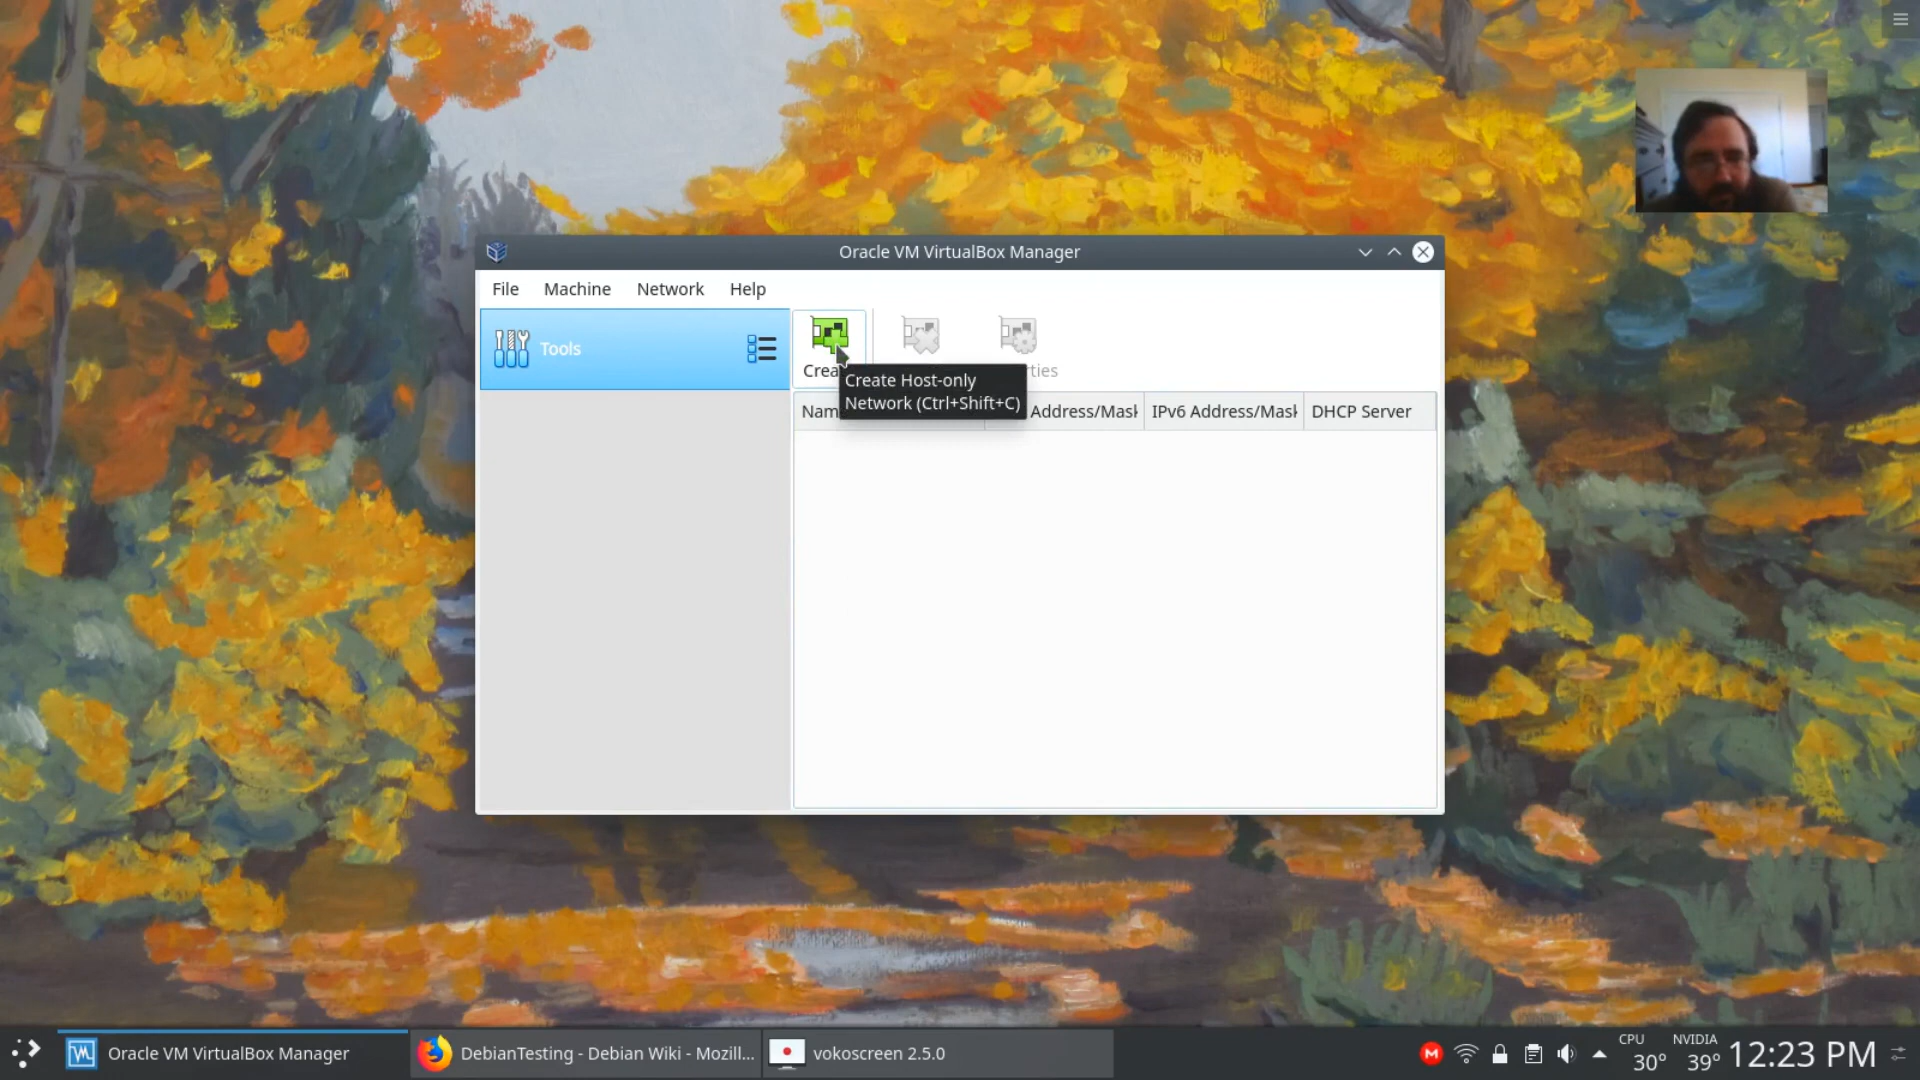 Oracle VM VirtualBox Manager
File Machine Network Help
Tools
Crea
ties
Create Host-only
Network (Ctrl+Shift+C)
Nam Address/Mask IPv6 Address/Mask DHCP Server
Oracle VM VirtualBox Manager
DebianTesting - Debian Wiki - Mozill...
vokoscreen 2.5.0
M
CPU
30°
NVIDIA
39°
12:23 PM